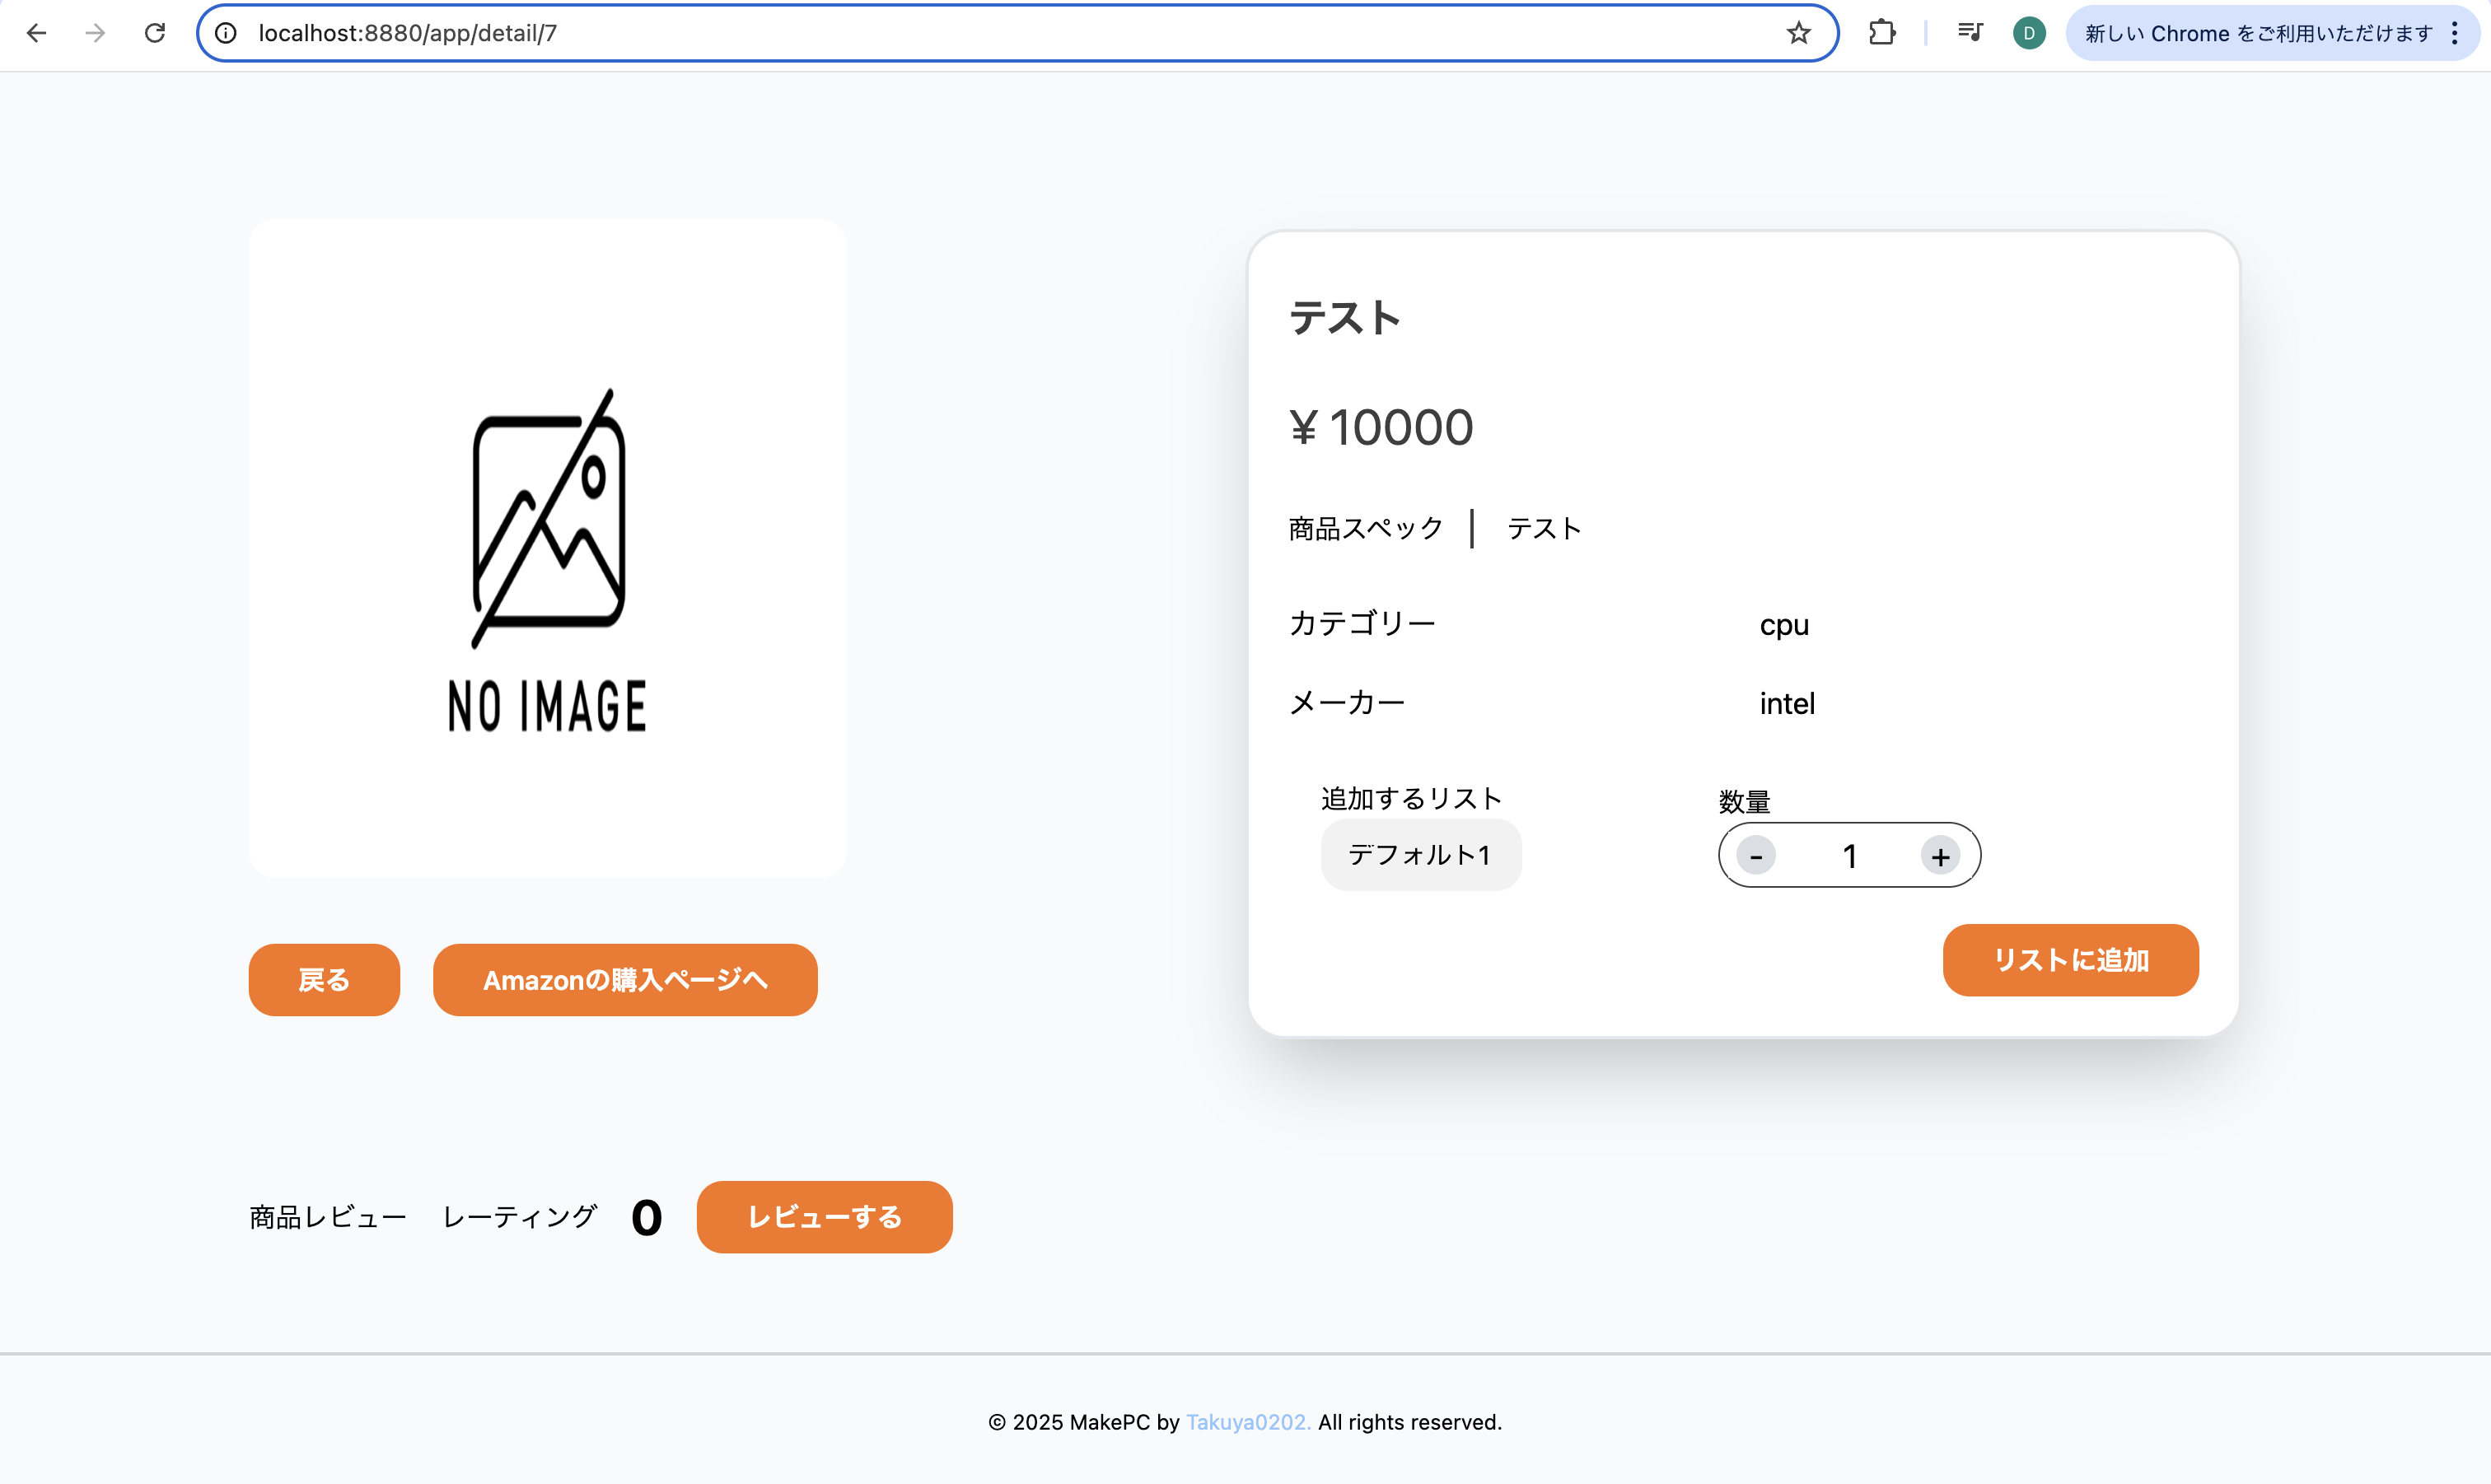 localhost:8880/app/detail/7
D
新しい Chrome をご利用いただけます
NO IMAGE
テスト
¥ 10000
商品スペック テスト
カテゴリー cpu
メーカー intel
追加するリスト 数量
デフォルト1 - 1 +
リストに追加
戻る Amazonの購入ページへ
商品レビュー レーティング 0 レビューする
© 2025 MakePC by Takuya0202. All rights reserved.